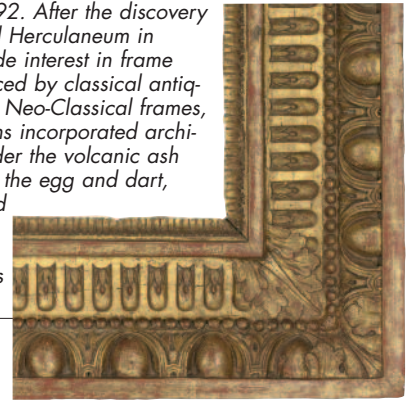 92. After the discovery
d Herculaneum in
de interest in frame
ced by classical antiq-
Neo-Classical frames,
ns incorporated archi-
der the volcanic ash
the egg and dart,
d
s